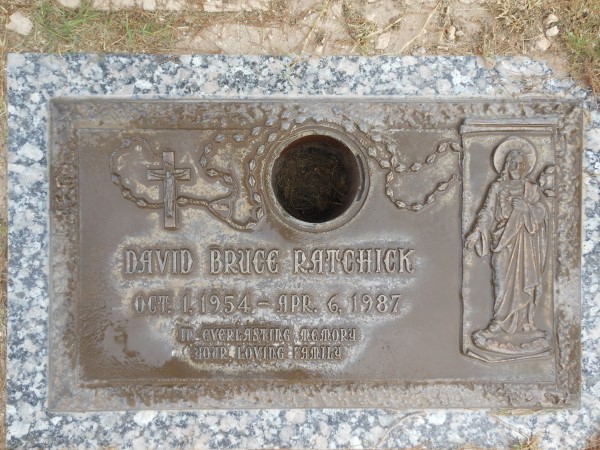 DAVID BRUCE RATCHICK
OCT. 1, 1954 – APR. 6, 1987
IN EVERLASTING MEMORY
YOUR LOVING FAMILY